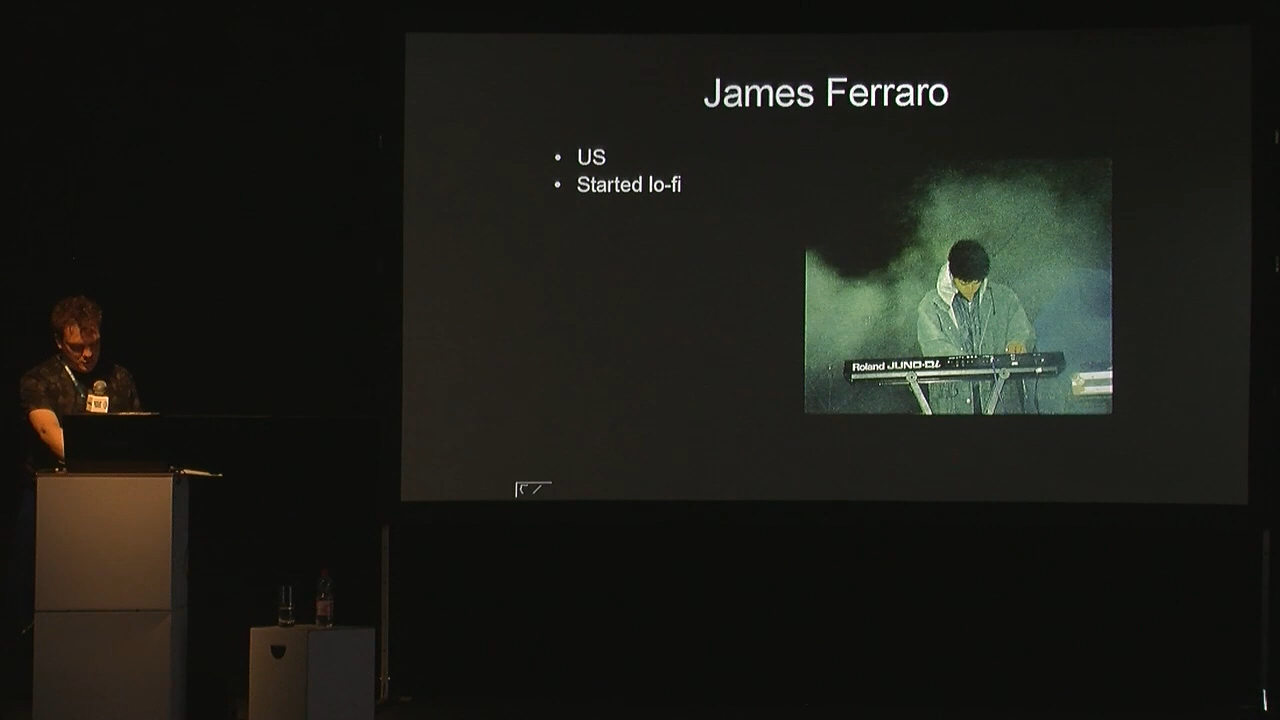 James Ferraro
• US
• Started lo-fi
Roland JUNO-Di